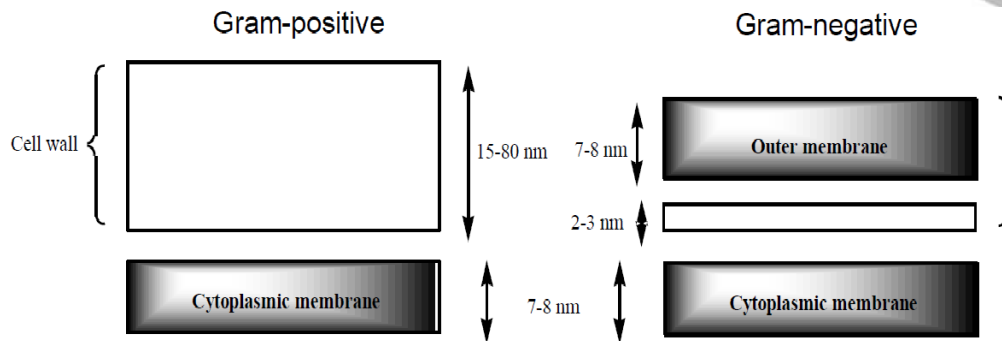 Gram-positive
Gram-negative
Cell wall
15-80 nm
7-8 nm
Outer membrane
2-3 nm
Cytoplasmic membrane
7-8 nm
Cytoplasmic membrane